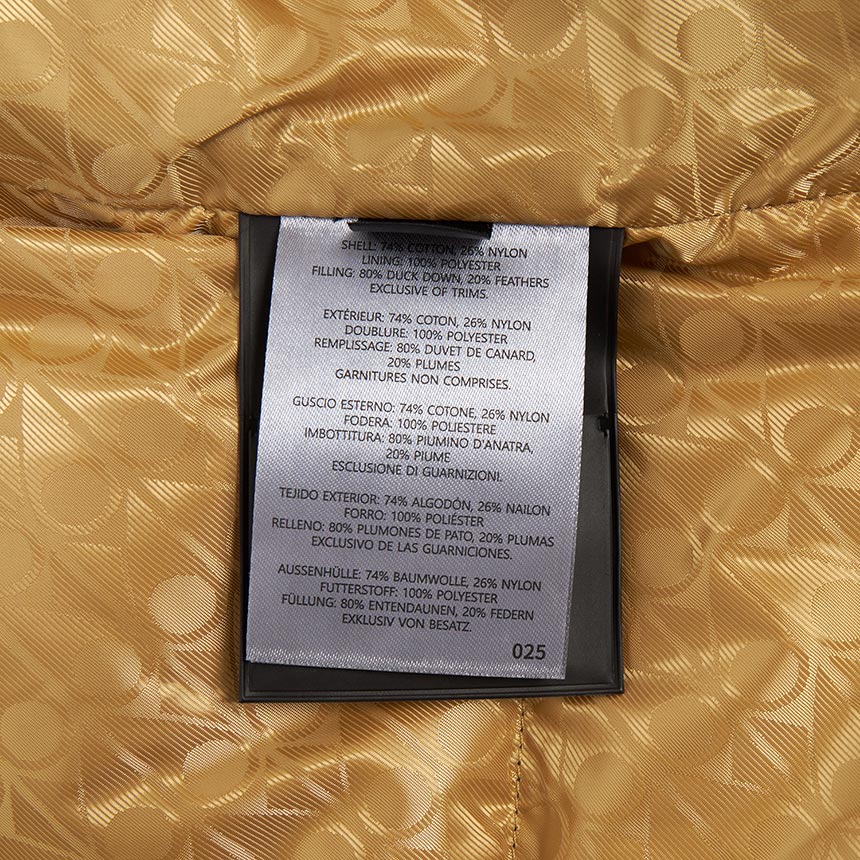 SHELL: 74% COTTON, 26% NYLON
LINING: 100% POLYESTER
FILLING: 80% DUCK DOWN, 20% FEATHERS
EXCLUSIVE OF TRIMS.
EXTÉRIEUR: 74% COTON, 26% NYLON
DOUBLURE: 100% POLYESTER
REMPLISSAGE: 80% DUVET DE CANARD,
20% PLUMES
GARNITURES NON COMPRISES.
GUSCIO ESTERNO: 74% COTONE, 26% NYLON
FODERA: 100% POLIESTERE
IMBOTTITURA: 80% PIUMINO D'ANATRA,
20% PIUME
ESCLUSIONE DI GUARNIZIONI.
TEJIDO EXTERIOR: 74% ALGODÓN, 26% NAILON
FORRO: 100% POLIÉSTER
RELLENO: 80% PLUMONES DE PATO, 20% PLUMAS
EXCLUSIVO DE LAS GUARNICIONES.
AUSSENHÜLLE: 74% BAUMWOLLE, 26% NYLON
FUTTERSTOFF: 100% POLYESTER
FÜLLUNG: 80% ENTENDAUNEN, 20% FEDERN
EXKLUSIV VON BESATZ.
025